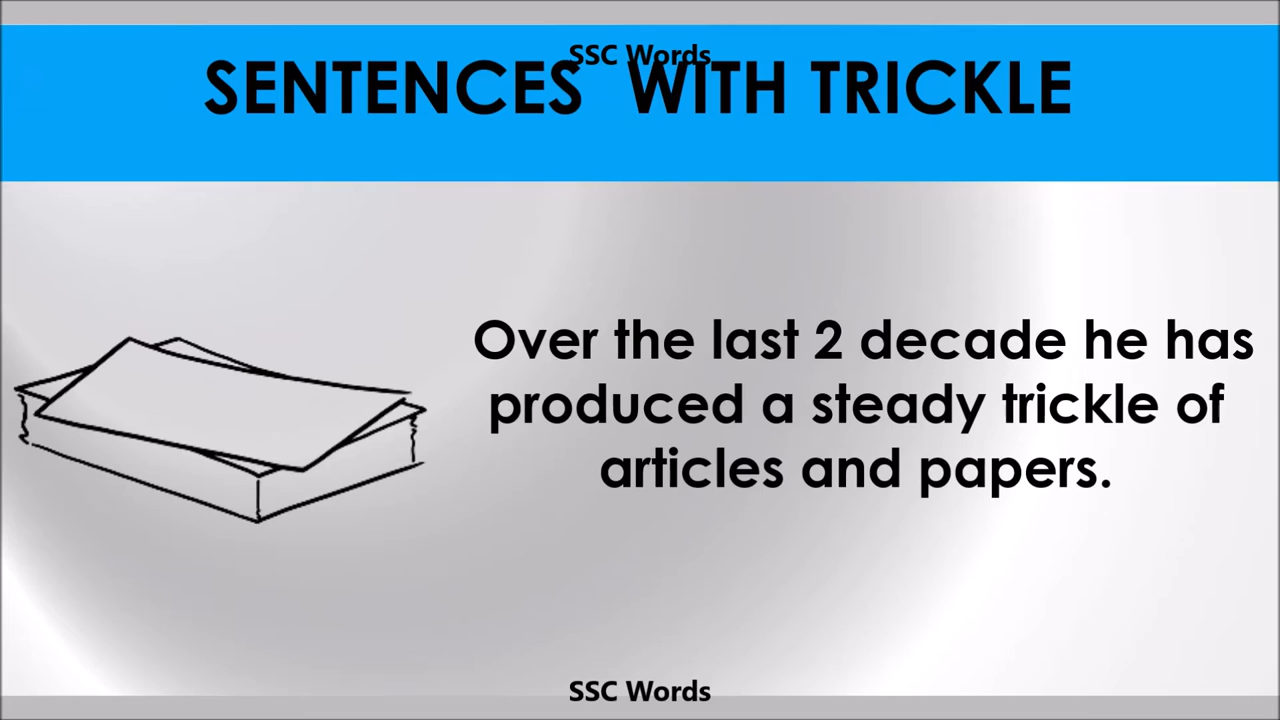 SSC Words
SENTENCES WITH TRICKLE
Over the last 2 decade he has
produced a steady trickle of
articles and papers.
SSC Words